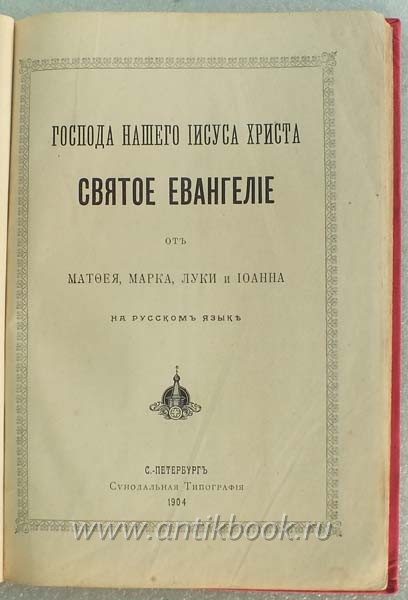 ГОСПОДА НАШЕГО ІИСУСА ХРИСТА
СВЯТОЕ ЕВАНГЕЛІЕ
ОТЪ
МАТѲЕЯ, МАРКА, ЛУКИ и ІОАННА
НА РУССКОМЪ ЯЗЫКѢ
С.-ПЕТЕРБУРГЪ
Сѵнодальная Типографія
1904
www.antikbook.ru